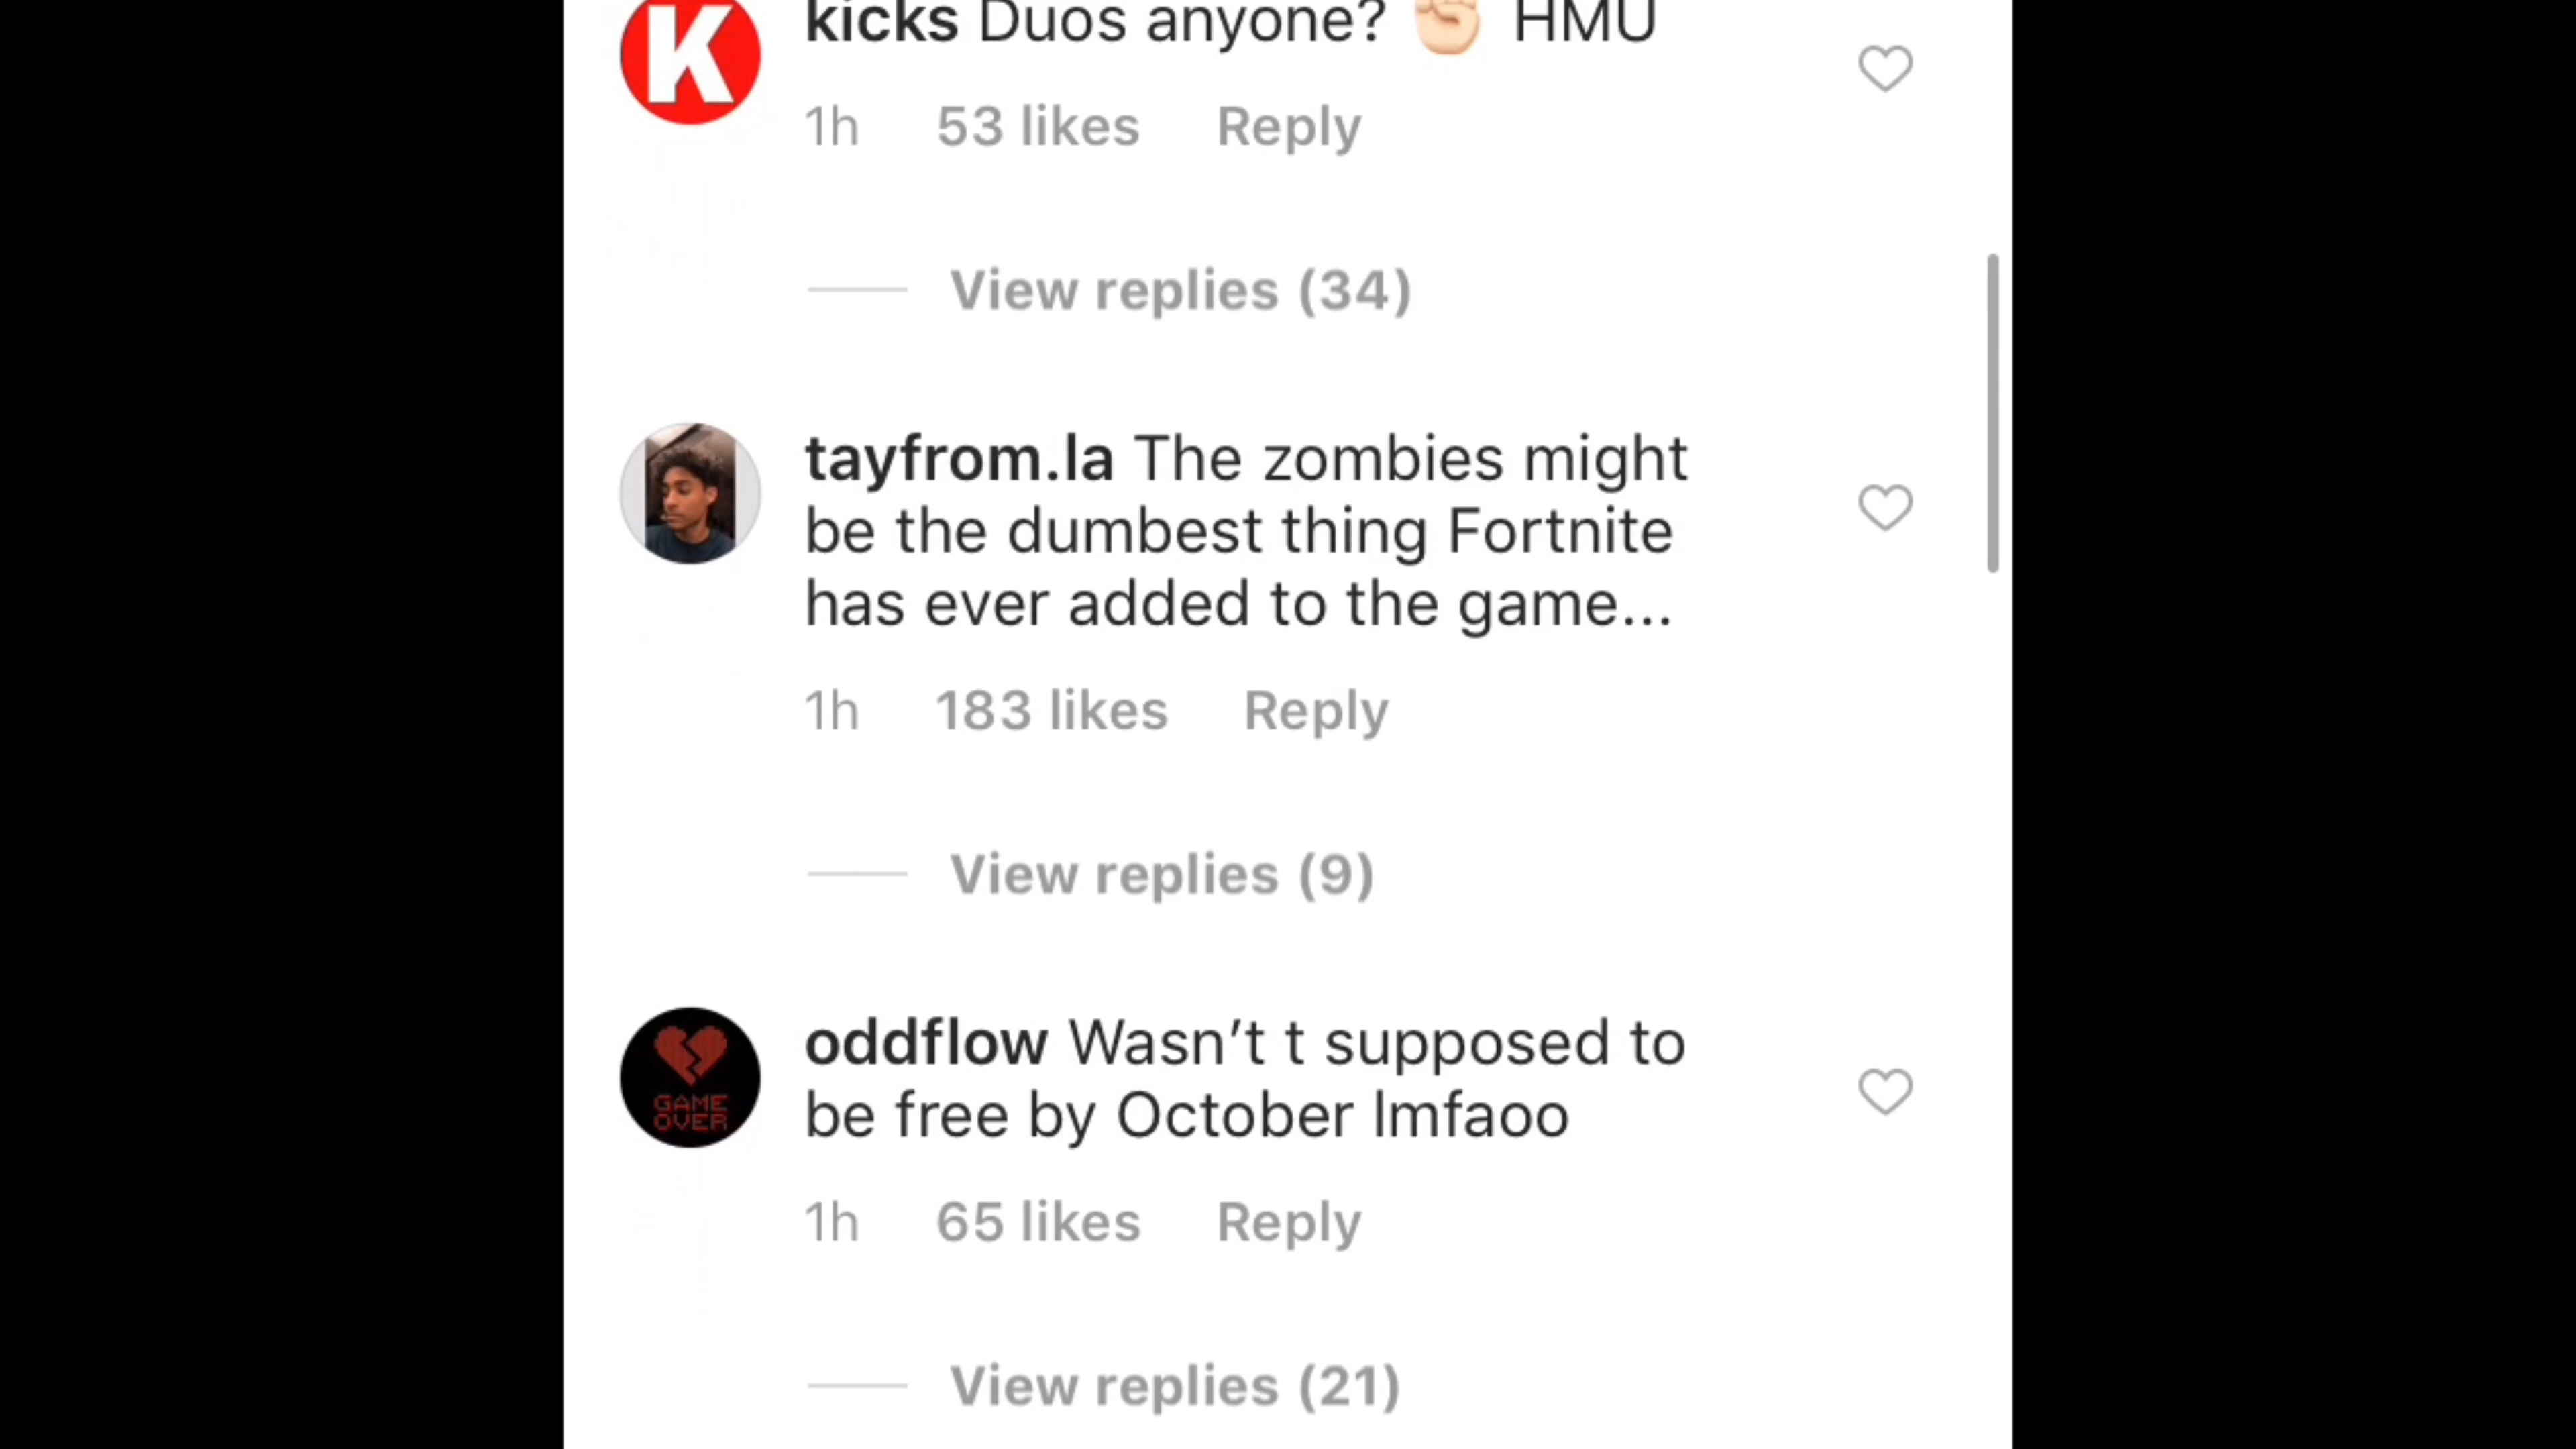 K
kicks Duos anyone? ✊🏻 HMU
1h 53 likes Reply
View replies (34)
tayfrom.la The zombies might
be the dumbest thing Fortnite
has ever added to the game...
1h 183 likes Reply
View replies (9)
GAME
OVER
oddflow Wasn't t supposed to
be free by October lmfaoo
1h 65 likes Reply
View replies (21)